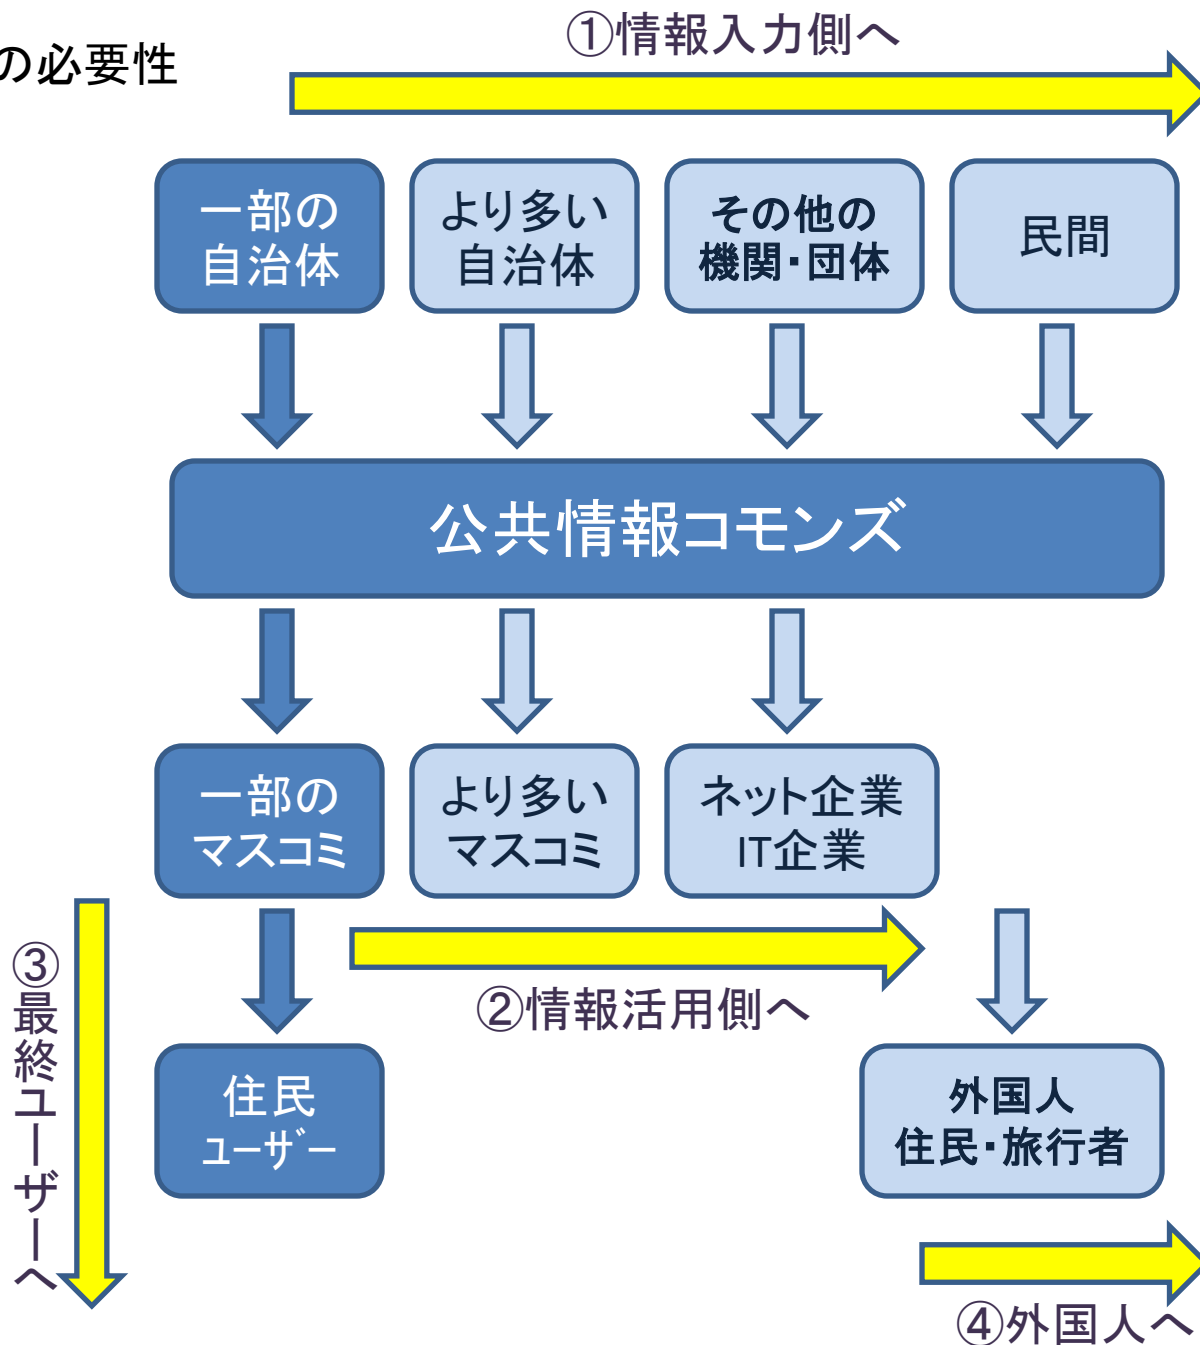 ①情報入力側へ
の必要性
一部の
自治体
より多い
自治体
その他の
機関・団体
民間
公共情報コモンズ
一部の
マスコミ
より多い
マスコミ
ネット企業
IT企業
②情報活用側へ
③最終ユーザーへ
住民
ユーザー
外国人
住民・旅行者
④外国人へ